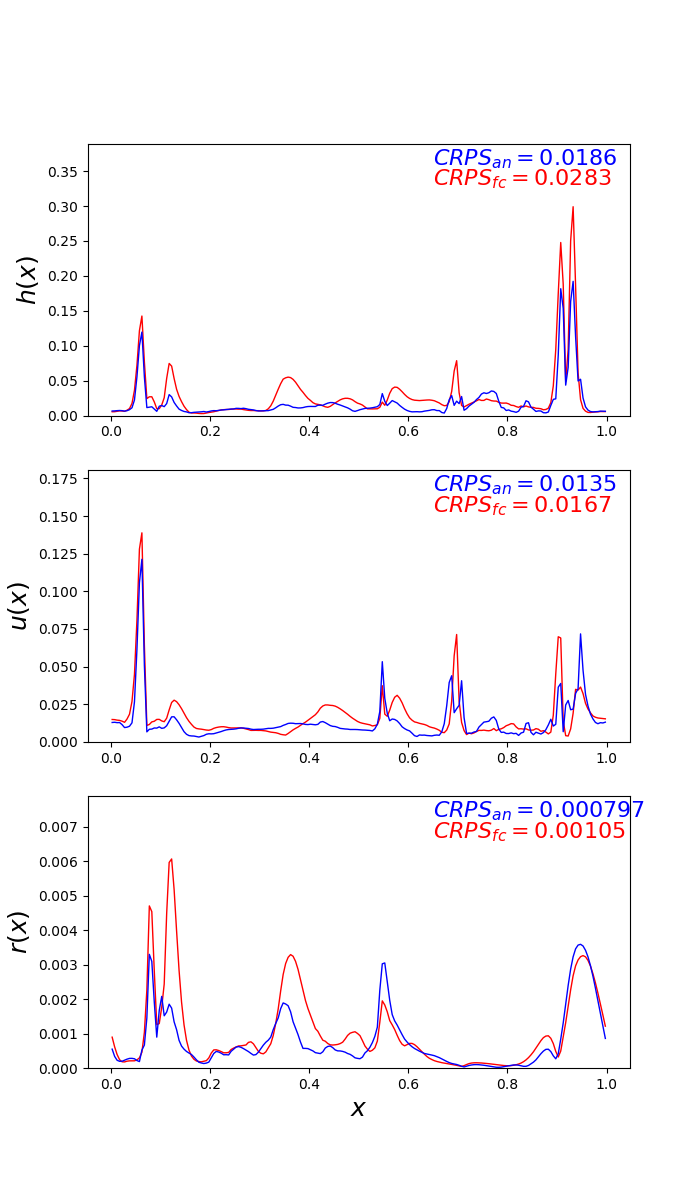 CRPS_an = 0.0186
CRPS_fc = 0.0283
h(x)
0.35
0.30
0.25
0.20
0.15
0.10
0.05
0.00
0.0 0.2 0.4 0.6 0.8 1.0
CRPS_an = 0.0135
CRPS_fc = 0.0167
u(x)
0.175
0.150
0.125
0.100
0.075
0.050
0.025
0.000
0.0 0.2 0.4 0.6 0.8 1.0
CRPS_an = 0.000797
CRPS_fc = 0.00105
r(x)
0.007
0.006
0.005
0.004
0.003
0.002
0.001
0.000
0.0 0.2 0.4 0.6 0.8 1.0
x